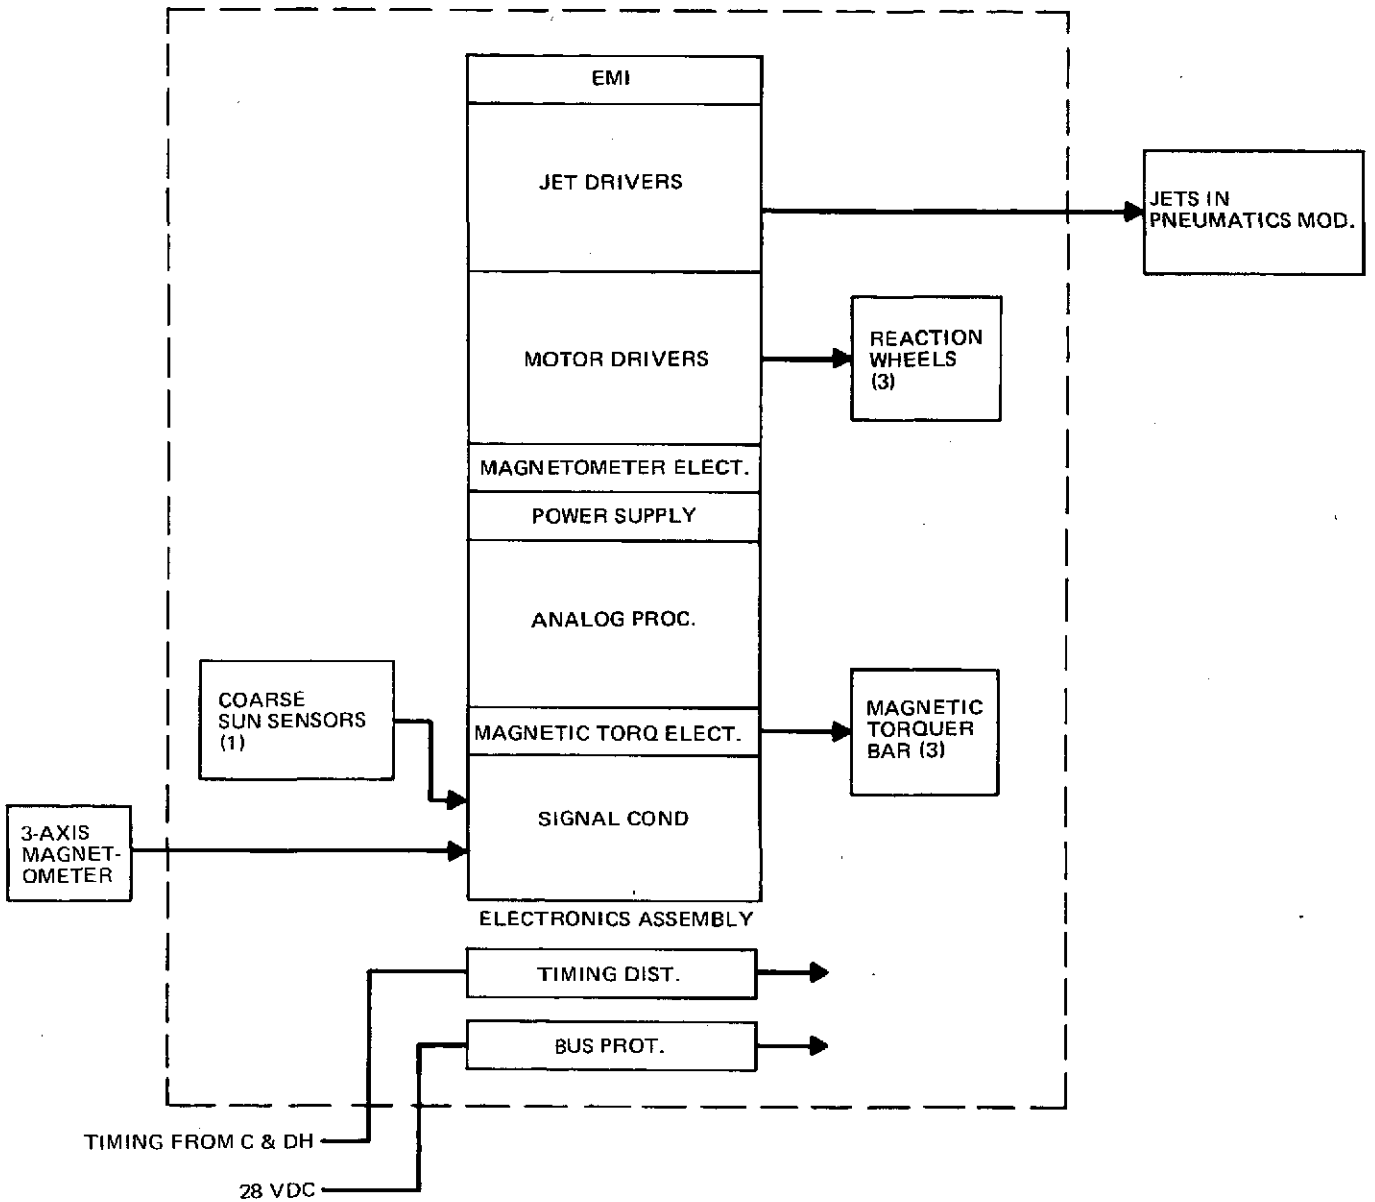 EMI
JET DRIVERS
JETS IN
PNEUMATICS MOD.
MOTOR DRIVERS
REACTION
WHEELS
(3)
MAGNETOMETER ELECT.
POWER SUPPLY
ANALOG PROC.
COARSE
SUN SENSORS
(1)
MAGNETIC TORQ ELECT.
MAGNETIC
TORQUER
BAR (3)
SIGNAL COND
3-AXIS
MAGNET-
OMETER
ELECTRONICS ASSEMBLY
TIMING DIST.
BUS PROT.
TIMING FROM C & DH
28 VDC